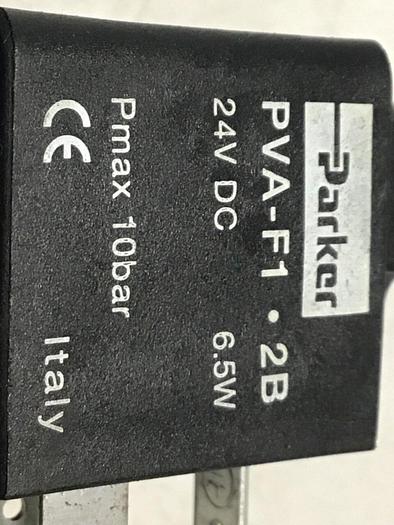 Parker
PVA-F1 • 2B
24V DC 6.5W
Pmax 10bar
CE Italy